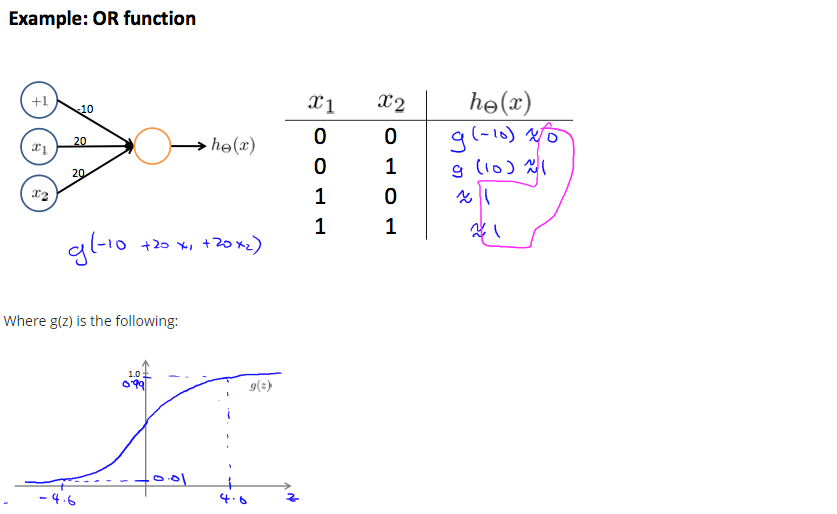 Example: OR function
+1
-10
x₁ 20 hΘ(x)
x₂ 20
g(-10 +20 x₁ +20 x₂)
x₁ x₂ hΘ(x)
0 0 g(-10) ≈ 0
0 1 g (10) ≈ 1
1 0 ≈ 1
1 1 ≈ 1
Where g(z) is the following:
1.0
0.99 g(z)
0.01
-4.6 4.6 z